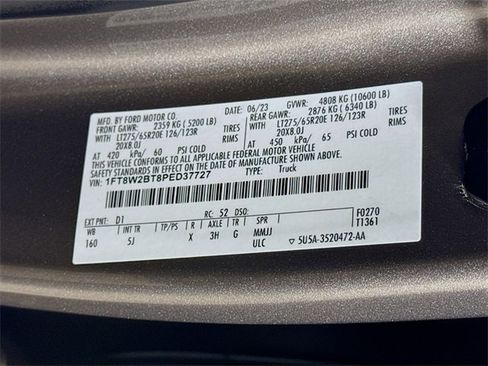 MFD. BY FORD MOTOR CO.
DATE: 06/23 GVWR: 4808 KG (10600 LB)
FRONT GAWR: 2359 KG ( 5200 LB) REAR GAWR: 2876 KG ( 6340 LB)
WITH LT275/65R20E 126/123R TIRES WITH LT275/65R20E 126/123R TIRES
20X8.0J RIMS 20X8.0J RIMS
AT 420 kPa/ 60 PSI COLD AT 450 kPa/ 65 PSI COLD
THIS VEHICLE CONFORMS TO ALL APPLICABLE FEDERAL MOTOR VEHICLE
SAFETY STANDARDS IN EFFECT ON THE DATE OF MANUFACTURE SHOWN ABOVE.
VIN: 1FT8W2BT8PED37727 TYPE: Truck
EXT PNT: D1 RC: 52 DSO: F0270
WB INT TR TP/PS R AXLE TR SPR T1361
160 5J X 3H G MMJJ
ULC 5U5A-3520472-AA